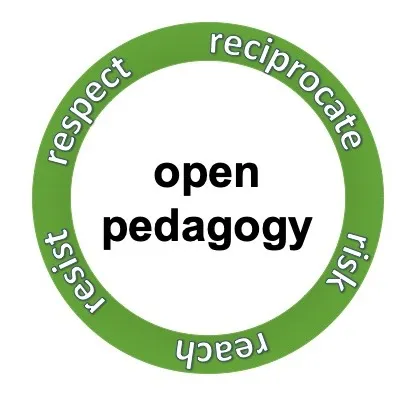 respect
reciprocate
risk
reach
resist
open
pedagogy